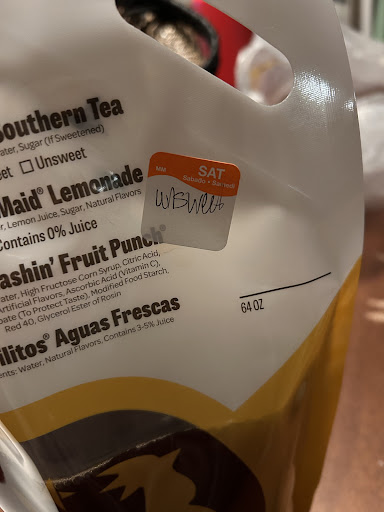 Southern Tea
ater, Sugar (If Sweetened)
eet ☐ Unsweet
Maid® Lemonade
r, Lemon Juice, Sugar, Natural Flavors
Contains 0% Juice
ashin' Fruit Punch®
ater, High Fructose Corn Syrup, Citric Acid,
Artificial Flavors, Ascorbic Acid (Vitamin C),
oate (To Protect Taste), Modified Food Starch,
Red 40, Glycerol Ester of Rosin
ilitos® Aguas Frescas
ents: Water, Natural Flavors, Contains 3-5% Juice
SAT
Sabado • Samedi
unsweet
64 OZ